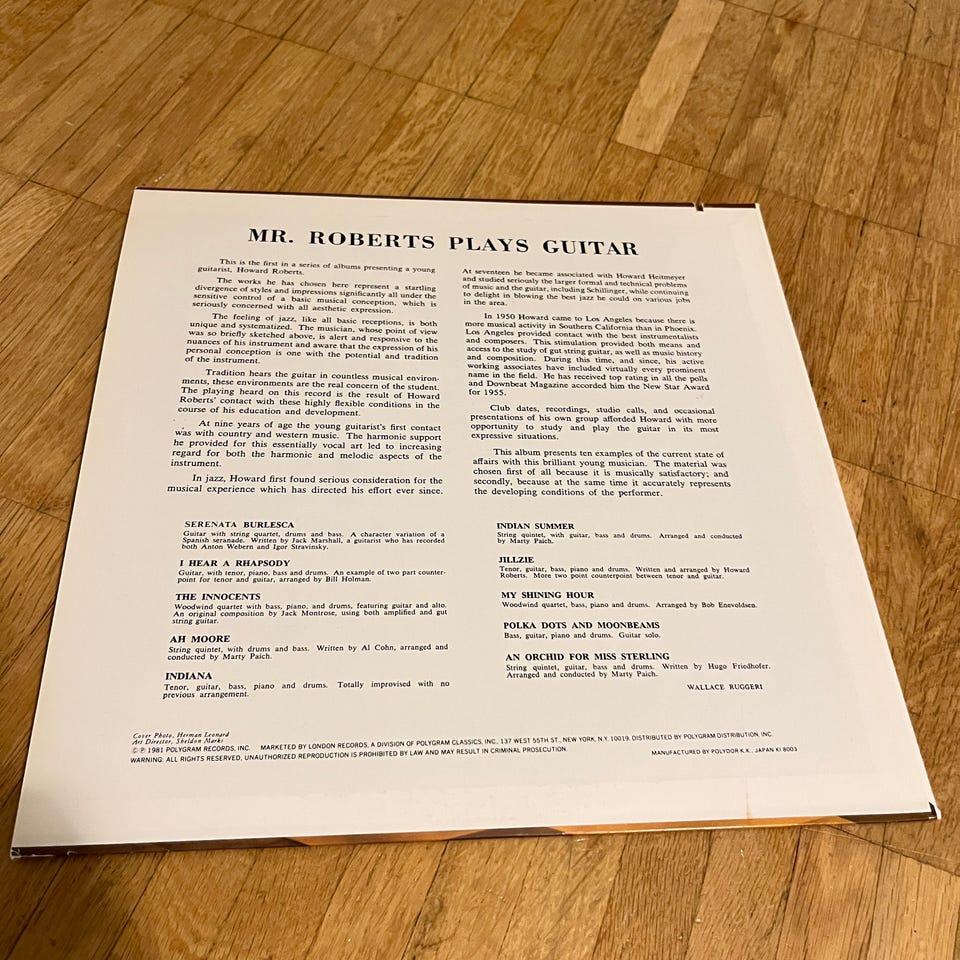 MR. ROBERTS PLAYS GUITAR
This is the first in a series of albums presenting a young
guitarist, Howard Roberts.
The works he has chosen here represent a startling
divergence of styles and impressions significantly all under the
sensitive control of a basic musical conception, which is
seriously concerned with all aesthetic expression.
The feeling of jazz, like all basic receptions, is both
unique and systematized. The musician, whose point of view
was so briefly sketched above, is alert and responsive to the
nuances of his instrument and aware that the expression of his
personal conception is one with the potential and tradition
of the instrument.
Tradition hears the guitar in countless musical environ-
ments, these environments are the real concern of the student.
The playing heard on this record is the result of Howard
Roberts' contact with these highly flexible conditions in the
course of his education and development.
At nine years of age the young guitarist's first contact
was with country and western music. The harmonic support
he provided for this essentially vocal art led to increasing
regard for both the harmonic and melodic aspects of the
instrument.
In jazz, Howard first found serious consideration for the
musical experience which has directed his effort ever since.
At seventeen he became associated with Howard Heitmeyer
and studied seriously the larger formal and technical problems
of music and the guitar, including Schillinger, while continuing
to delight in blowing the best jazz he could on various jobs
in the area.
In 1950 Howard came to Los Angeles because there is
more musical activity in Southern California than in Phoenix.
Los Angeles provided contact with the best instrumentalists
and composers. This stimulation provided both means and
access to the study of gut string guitar, as well as music history
and composition. During this time, and since, his active
working associates have included virtually every prominent
name in the field. He has received top rating in all the polls
and Downbeat Magazine accorded him the New Star Award
for 1955.
Club dates, recordings, studio calls, and occasional
presentations of his own group afforded Howard with more
opportunity to study and play the guitar in its most
expressive situations.
This album presents ten examples of the current state of
affairs with this brilliant young musician. The material was
chosen first of all because it is musically satisfactory; and
secondly, because at the same time it accurately represents
the developing conditions of the performer.
SERENATA BURLESCA
Guitar with string quartet, drums and bass. A character variation of a
Spanish seranade. Written by Jack Marshall, a guitarist who has recorded
both Anton Webern and Igor Stravinsky.
I HEAR A RHAPSODY
Guitar, with tenor, piano, bass and drums. An example of two part counter-
point for tenor and guitar, arranged by Bill Holman.
THE INNOCENTS
Woodwind quartet with bass, piano, and drums, featuring guitar and alto.
An original composition by Jack Montrose, using both amplified and gut
string guitar.
AH MOORE
String quintet, with drums and bass. Written by Al Cohn, arranged and
conducted by Marty Paich.
INDIANA
Tenor, guitar, bass, piano and drums. Totally improvised with no
previous arrangement.
INDIAN SUMMER
String quintet, with guitar, bass and drums. Arranged and conducted
by Marty Paich.
JILLZIE
Tenor, guitar, bass, piano and drums. Written and arranged by Howard
Roberts. More two point counterpoint between tenor and guitar.
MY SHINING HOUR
Woodwind quartet, bass, piano and drums. Arranged by Bob Enevoldsen.
POLKA DOTS AND MOONBEAMS
Bass, guitar, piano and drums. Guitar solo.
AN ORCHID FOR MISS STERLING
String quintet, guitar, bass and drums. Written by Hugo Friedhofer.
Arranged and conducted by Marty Paich.
WALLACE RUGGERI
Cover Photo, Herman Leonard
Art Director, Sheldon Marks
© ℗ 1981 POLYGRAM RECORDS, INC. MARKETED BY LONDON RECORDS, A DIVISION OF POLYGRAM CLASSICS, INC., 137 WEST 55TH ST., NEW YORK, N.Y. 10019. DISTRIBUTED BY POLYGRAM DISTRIBUTION, INC.
WARNING: ALL RIGHTS RESERVED, UNAUTHORIZED REPRODUCTION IS PROHIBITED BY LAW AND MAY RESULT IN CRIMINAL PROSECUTION. MANUFACTURED BY POLYDOR K.K., JAPAN KI 8003